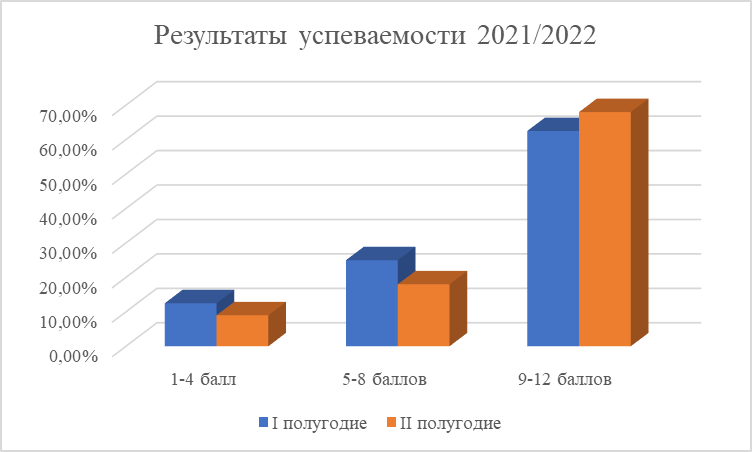 Результаты успеваемости 2021/2022
70,00%
60,00%
50,00%
40,00%
30,00%
20,00%
10,00%
0,00%
1-4 балл 5-8 баллов 9-12 баллов
I полугодие II полугодие